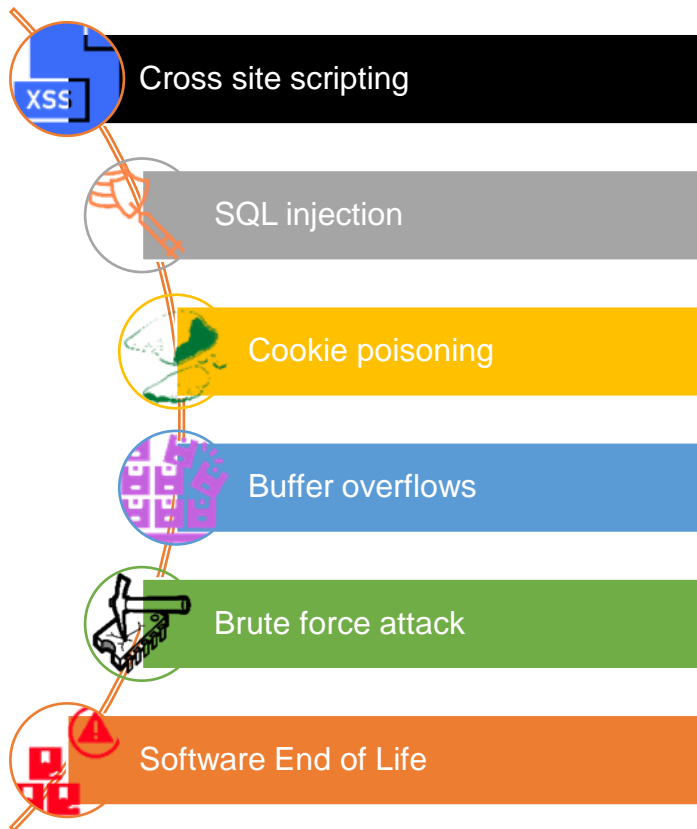 XSS
Cross site scripting
SQL injection
Cookie poisoning
Buffer overflows
Brute force attack
Software End of Life